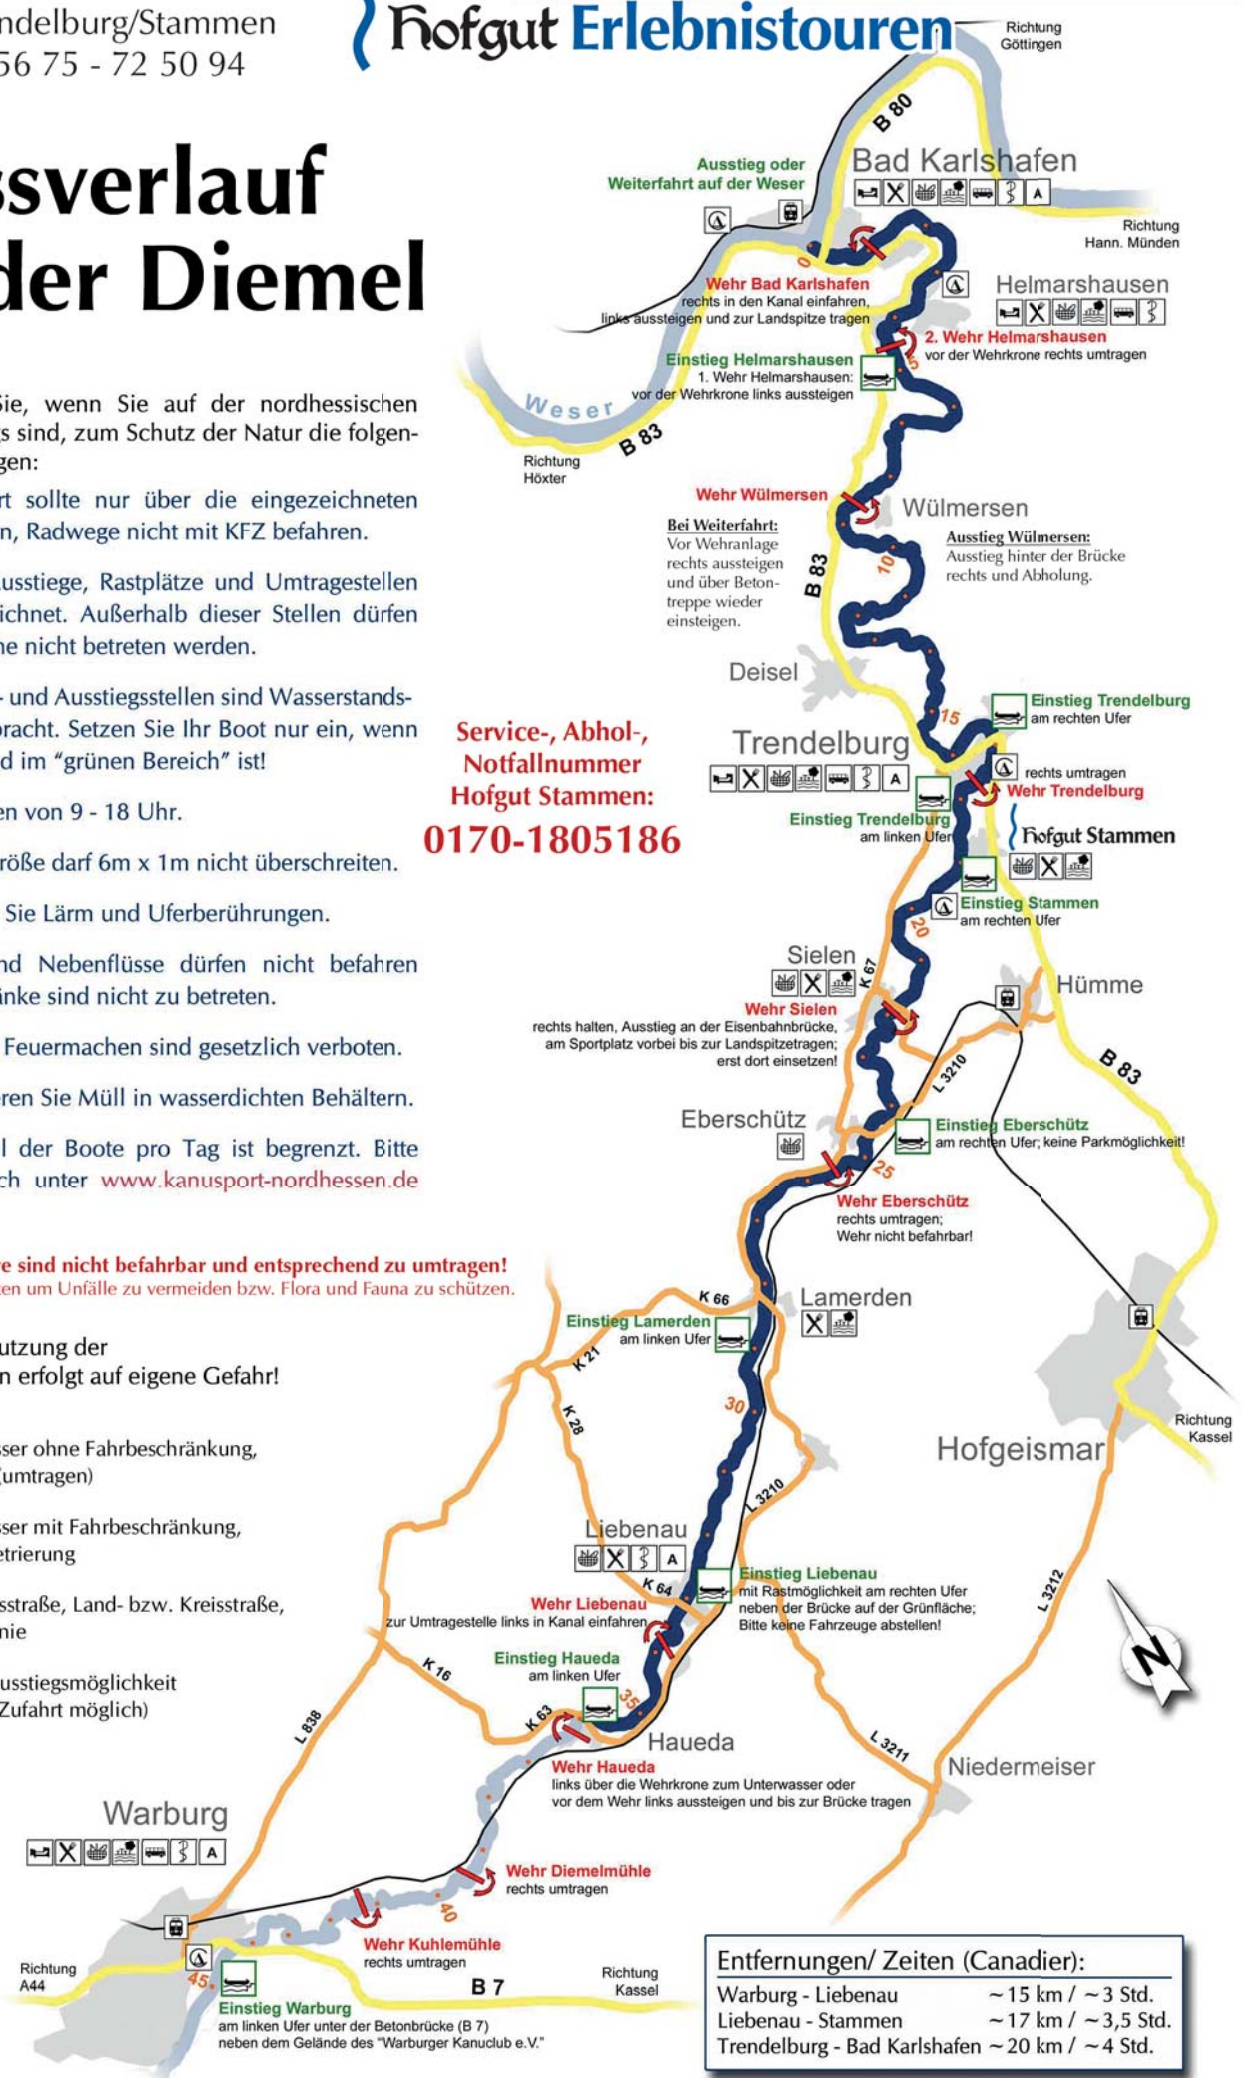 ndelburg/Stammen
56 75 - 72 50 94
Hofgut Erlebnistouren
ssverlauf
der Diemel
Sie, wenn Sie auf der nordhessischen
gs sind, zum Schutz der Natur die folgen-
gen:
rt sollte nur über die eingezeichneten
n, Radwege nicht mit KFZ befahren.
usstiege, Rastplätze und Umtragestellen
ichnet. Außerhalb dieser Stellen dürfen
he nicht betreten werden.
- und Ausstiegsstellen sind Wasserstands-
bracht. Setzen Sie Ihr Boot nur ein, wenn
d im "grünen Bereich" ist!
en von 9 - 18 Uhr.
röße darf 6m x 1m nicht überschreiten.
Sie Lärm und Uferberührungen.
nd Nebenflüsse dürfen nicht befahren
änke sind nicht zu betreten.
Feuermachen sind gesetzlich verboten.
eren Sie Müll in wasserdichten Behältern.
l der Boote pro Tag ist begrenzt. Bitte
ch unter www.kanusport-nordhessen.de
e sind nicht befahrbar und entsprechend zu umtragen!
ten um Unfälle zu vermeiden bzw. Flora und Fauna zu schützen.
utzung der
n erfolgt auf eigene Gefahr!
sser ohne Fahrbeschränkung,
(umtragen)
sser mit Fahrbeschränkung,
etrierung
sstraße, Land- bzw. Kreisstraße,
nie
usstiegsmöglichkeit
Zufahrt möglich)
Service-, Abhol-,
Notfallnummer
Hofgut Stammen:
0170-1805186
Richtung
Göttingen
B 80
Ausstieg oder
Weiterfahrt auf der Weser
Bad Karlshafen
A
Richtung
Hann. Münden
0
Wehr Bad Karlshafen
rechts in den Kanal einfahren,
links aussteigen und zur Landspitze tragen
Helmarshausen
2. Wehr Helmarshausen
vor der Wehrkrone rechts umtragen
5
Einstieg Helmarshausen
1. Wehr Helmarshausen:
vor der Wehrkrone links aussteigen
Weser
B 83
Richtung
Höxter
Wehr Wülmersen
Wülmersen
Bei Weiterfahrt:
Vor Wehranlage
rechts aussteigen
und über Beton-
treppe wieder
einsteigen.
B 83
10
Ausstieg Wülmersen:
Ausstieg hinter der Brücke
rechts und Abholung.
Deisel
15
Einstieg Trendelburg
am rechten Ufer
Trendelburg
A
rechts umtragen
Wehr Trendelburg
Einstieg Trendelburg
am linken Ufer
Hofgut Stammen
Einstieg Stammen
am rechten Ufer
20
Sielen
K 67
Wehr Sielen
rechts halten, Ausstieg an der Eisenbahnbrücke,
am Sportplatz vorbei bis zur Landspitzetragen;
erst dort einsetzen!
Hümme
L 3210
B 83
Eberschütz
Einstieg Eberschütz
am rechten Ufer; keine Parkmöglichkeit!
25
Wehr Eberschütz
rechts umtragen;
Wehr nicht befahrbar!
K 66
Lamerden
Einstieg Lamerden
am linken Ufer
K 21
K 28
30
Hofgeismar
Richtung
Kassel
L 3210
Liebenau
A
K 64
Einstieg Liebenau
mit Rastmöglichkeit am rechten Ufer
neben der Brücke auf der Grünfläche;
Bitte keine Fahrzeuge abstellen!
Wehr Liebenau
zur Umtragestelle links in Kanal einfahren
L 3212
Einstieg Haueda
am linken Ufer
35
K 16
K 63
N
L 838
Haueda
L 3211
Wehr Haueda
links über die Wehrkrone zum Unterwasser oder
vor dem Wehr links aussteigen und bis zur Brücke tragen
Niedermeiser
Warburg
A
Wehr Diemelmühle
rechts umtragen
40
Wehr Kuhlemühle
rechts umtragen
Richtung
A44
45
B 7
Richtung
Kassel
Einstieg Warburg
am linken Ufer unter der Betonbrücke (B 7)
neben dem Gelände des "Warburger Kanuclub e.V."
Entfernungen/ Zeiten (Canadier):
Warburg - Liebenau ~ 15 km / ~ 3 Std.
Liebenau - Stammen ~ 17 km / ~ 3,5 Std.
Trendelburg - Bad Karlshafen ~ 20 km / ~ 4 Std.